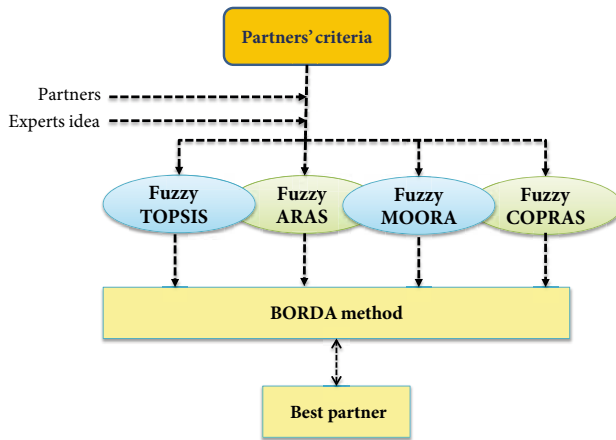 Partners' criteria
Partners
Experts idea
Fuzzy
TOPSIS
Fuzzy
ARAS
Fuzzy
MOORA
Fuzzy
COPRAS
BORDA method
Best partner